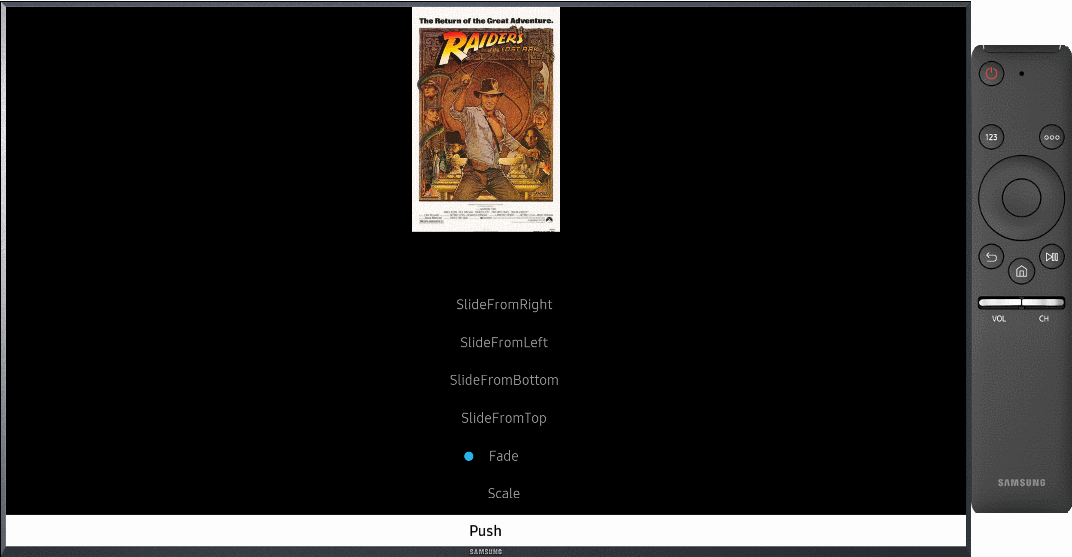 The Return of the Great Adventure.
RAIDERS
of the LOST ARK
SlideFromRight
SlideFromLeft
SlideFromBottom
SlideFromTop
Fade
Scale
Push
SAMSUNG
123
VOL
CH
SAMSUNG